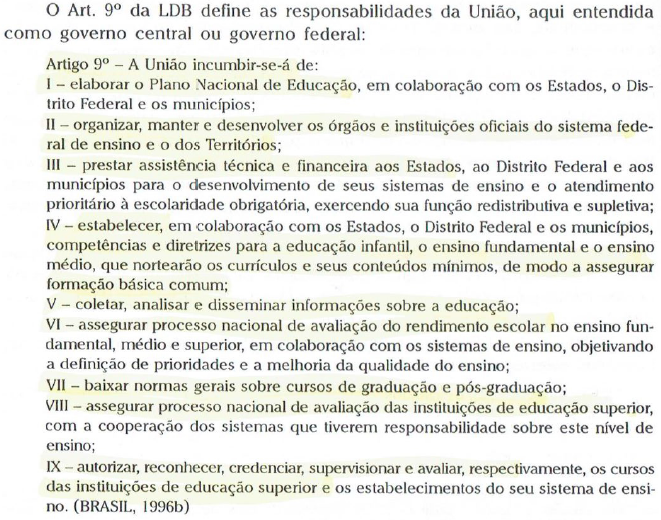 O Art. 9º da LDB define as responsabilidades da União, aqui entendida
como governo central ou governo federal:
Artigo 9º – A União incumbir-se-á de:
I – elaborar o Plano Nacional de Educação, em colaboração com os Estados, o Dis-
trito Federal e os municípios;
II – organizar, manter e desenvolver os órgãos e instituições oficiais do sistema fede-
ral de ensino e o dos Territórios;
III – prestar assistência técnica e financeira aos Estados, ao Distrito Federal e aos
municípios para o desenvolvimento de seus sistemas de ensino e o atendimento
prioritário à escolaridade obrigatória, exercendo sua função redistributiva e supletiva;
IV – estabelecer, em colaboração com os Estados, o Distrito Federal e os municípios,
competências e diretrizes para a educação infantil, o ensino fundamental e o ensino
médio, que nortearão os currículos e seus conteúdos mínimos, de modo a assegurar
formação básica comum;
V – coletar, analisar e disseminar informações sobre a educação;
VI – assegurar processo nacional de avaliação do rendimento escolar no ensino fun-
damental, médio e superior, em colaboração com os sistemas de ensino, objetivando
a definição de prioridades e a melhoria da qualidade do ensino;
VII – baixar normas gerais sobre cursos de graduação e pós-graduação;
VIII – assegurar processo nacional de avaliação das instituições de educação superior,
com a cooperação dos sistemas que tiverem responsabilidade sobre este nível de
ensino;
IX – autorizar, reconhecer, credenciar, supervisionar e avaliar, respectivamente, os cursos
das instituições de educação superior e os estabelecimentos do seu sistema de ensi-
no. (BRASIL, 1996b)